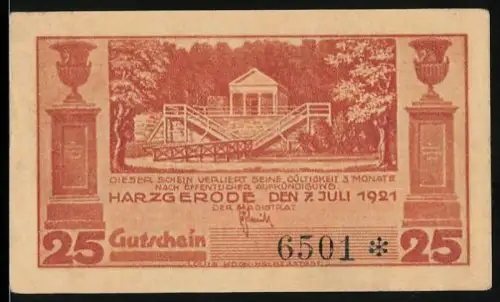 DIESER SCHEIN VERLIERT SEINE GÜLTIGKEIT 3 MONATE
NACH ÖFFENTLICHER AUFKÜNDIGUNG.
HARZGERODE DEN 7. JULI 1921
DER MAGISTRAT
25 Gutschein 6501 * 25